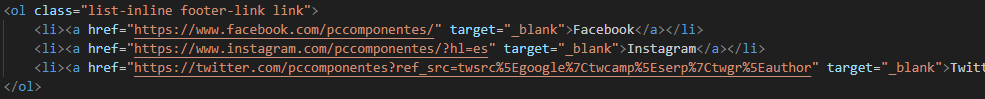 <ol class="list-inline footer-link link">
<li><a href="https://www.facebook.com/pccomponentes/" target="_blank">Facebook</a></li>
<li><a href="https://www.instagram.com/pccomponentes/?hl=es" target="_blank">Instagram</a></li>
<li><a href="https://twitter.com/pccomponentes?ref_src=twsrc%5Egoogle%7Ctwcamp%5Eserp%7Ctwgr%5Eauthor" target="_blank">Twitt
</ol>